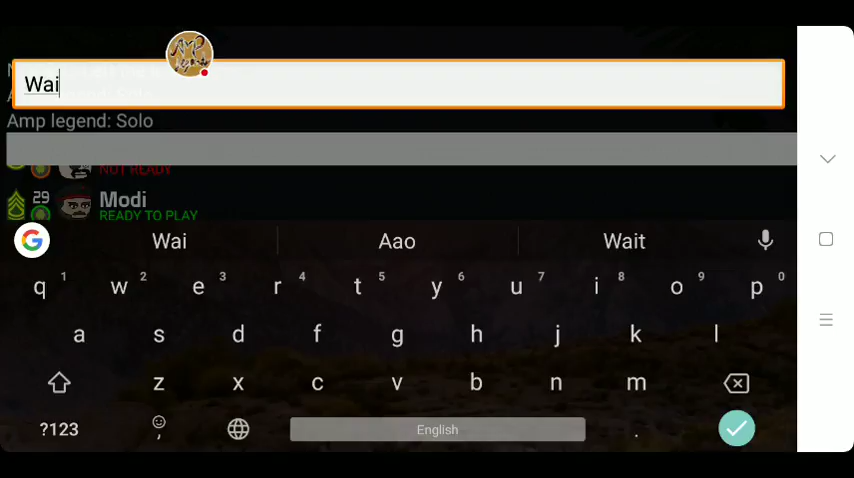 Wai
Amp legend: Solo
NOT READY
29
Modi
READY TO PLAY
G
Wai Aao Wait
q 1 w 2 e 3 r 4 t 5 y 6 u 7 i 8 o 9 p 0
a s d f g h j k l
z x c v b n m
?123 , English .